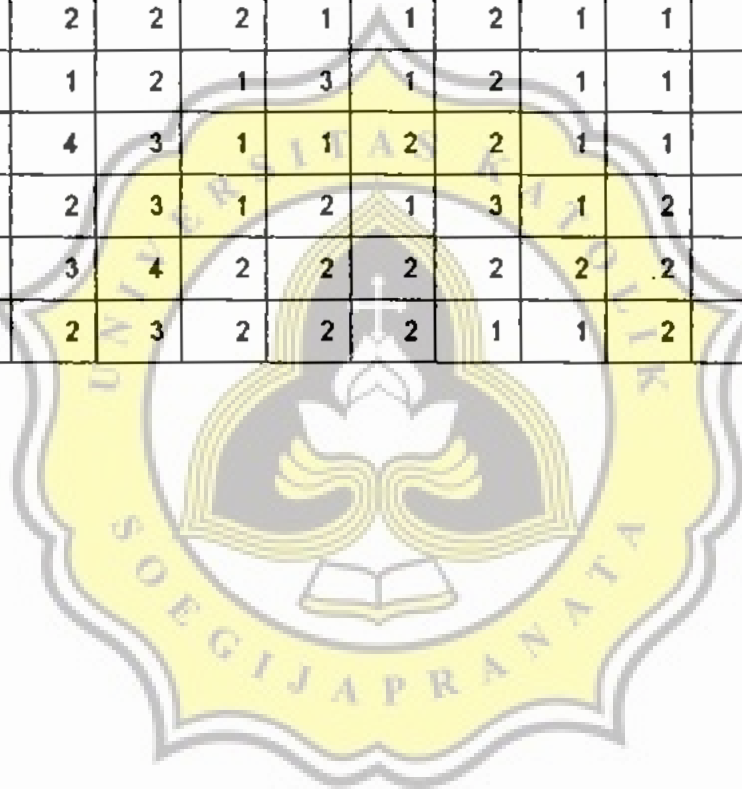 2 2 2 1 1 2 1 1
1 2 1 3 1 2 1 1
4 3 1 1 2 2 1 1
2 3 1 2 1 3 1 2
3 4 2 2 2 2 2 2
2 3 2 2 2 1 1 2
UNIVERSITAS KATOLIK
SOEGIJAPRANATA